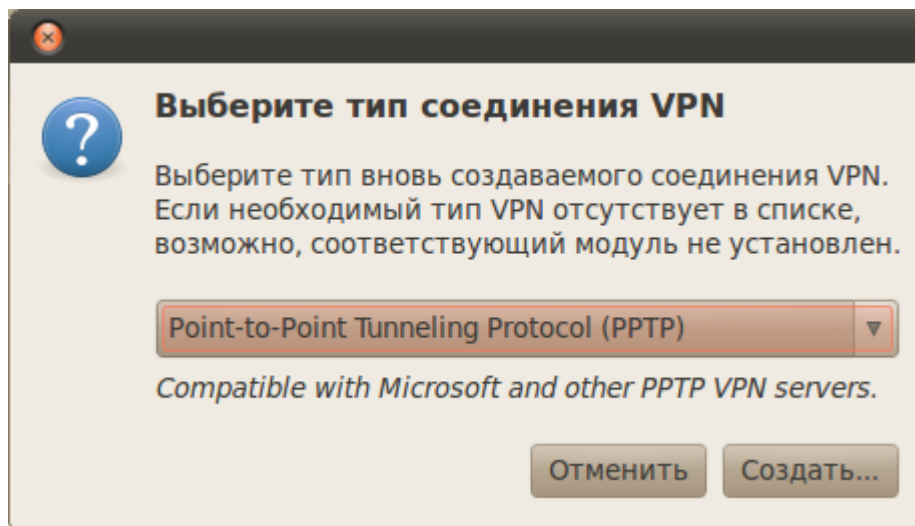 Выберите тип соединения VPN
Выберите тип вновь создаваемого соединения VPN.
Если необходимый тип VPN отсутствует в списке,
возможно, соответствующий модуль не установлен.
Point-to-Point Tunneling Protocol (PPTP)
Compatible with Microsoft and other PPTP VPN servers.
Отменить Создать...